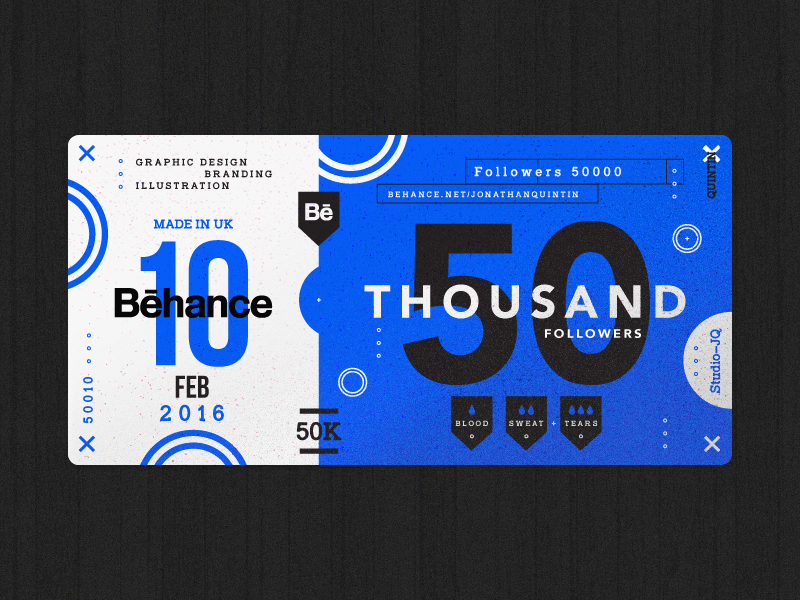 GRAPHIC DESIGN
BRANDING
ILLUSTRATION
MADE IN UK
10
Bēhance
FEB
2016
50010
Bē
50K
Followers 50000
BEHANCE.NET/JONATHANQUINTIN
QUINTIN
50
THOUSAND
FOLLOWERS
Studio–JQ
BLOOD
SWEAT + TEARS